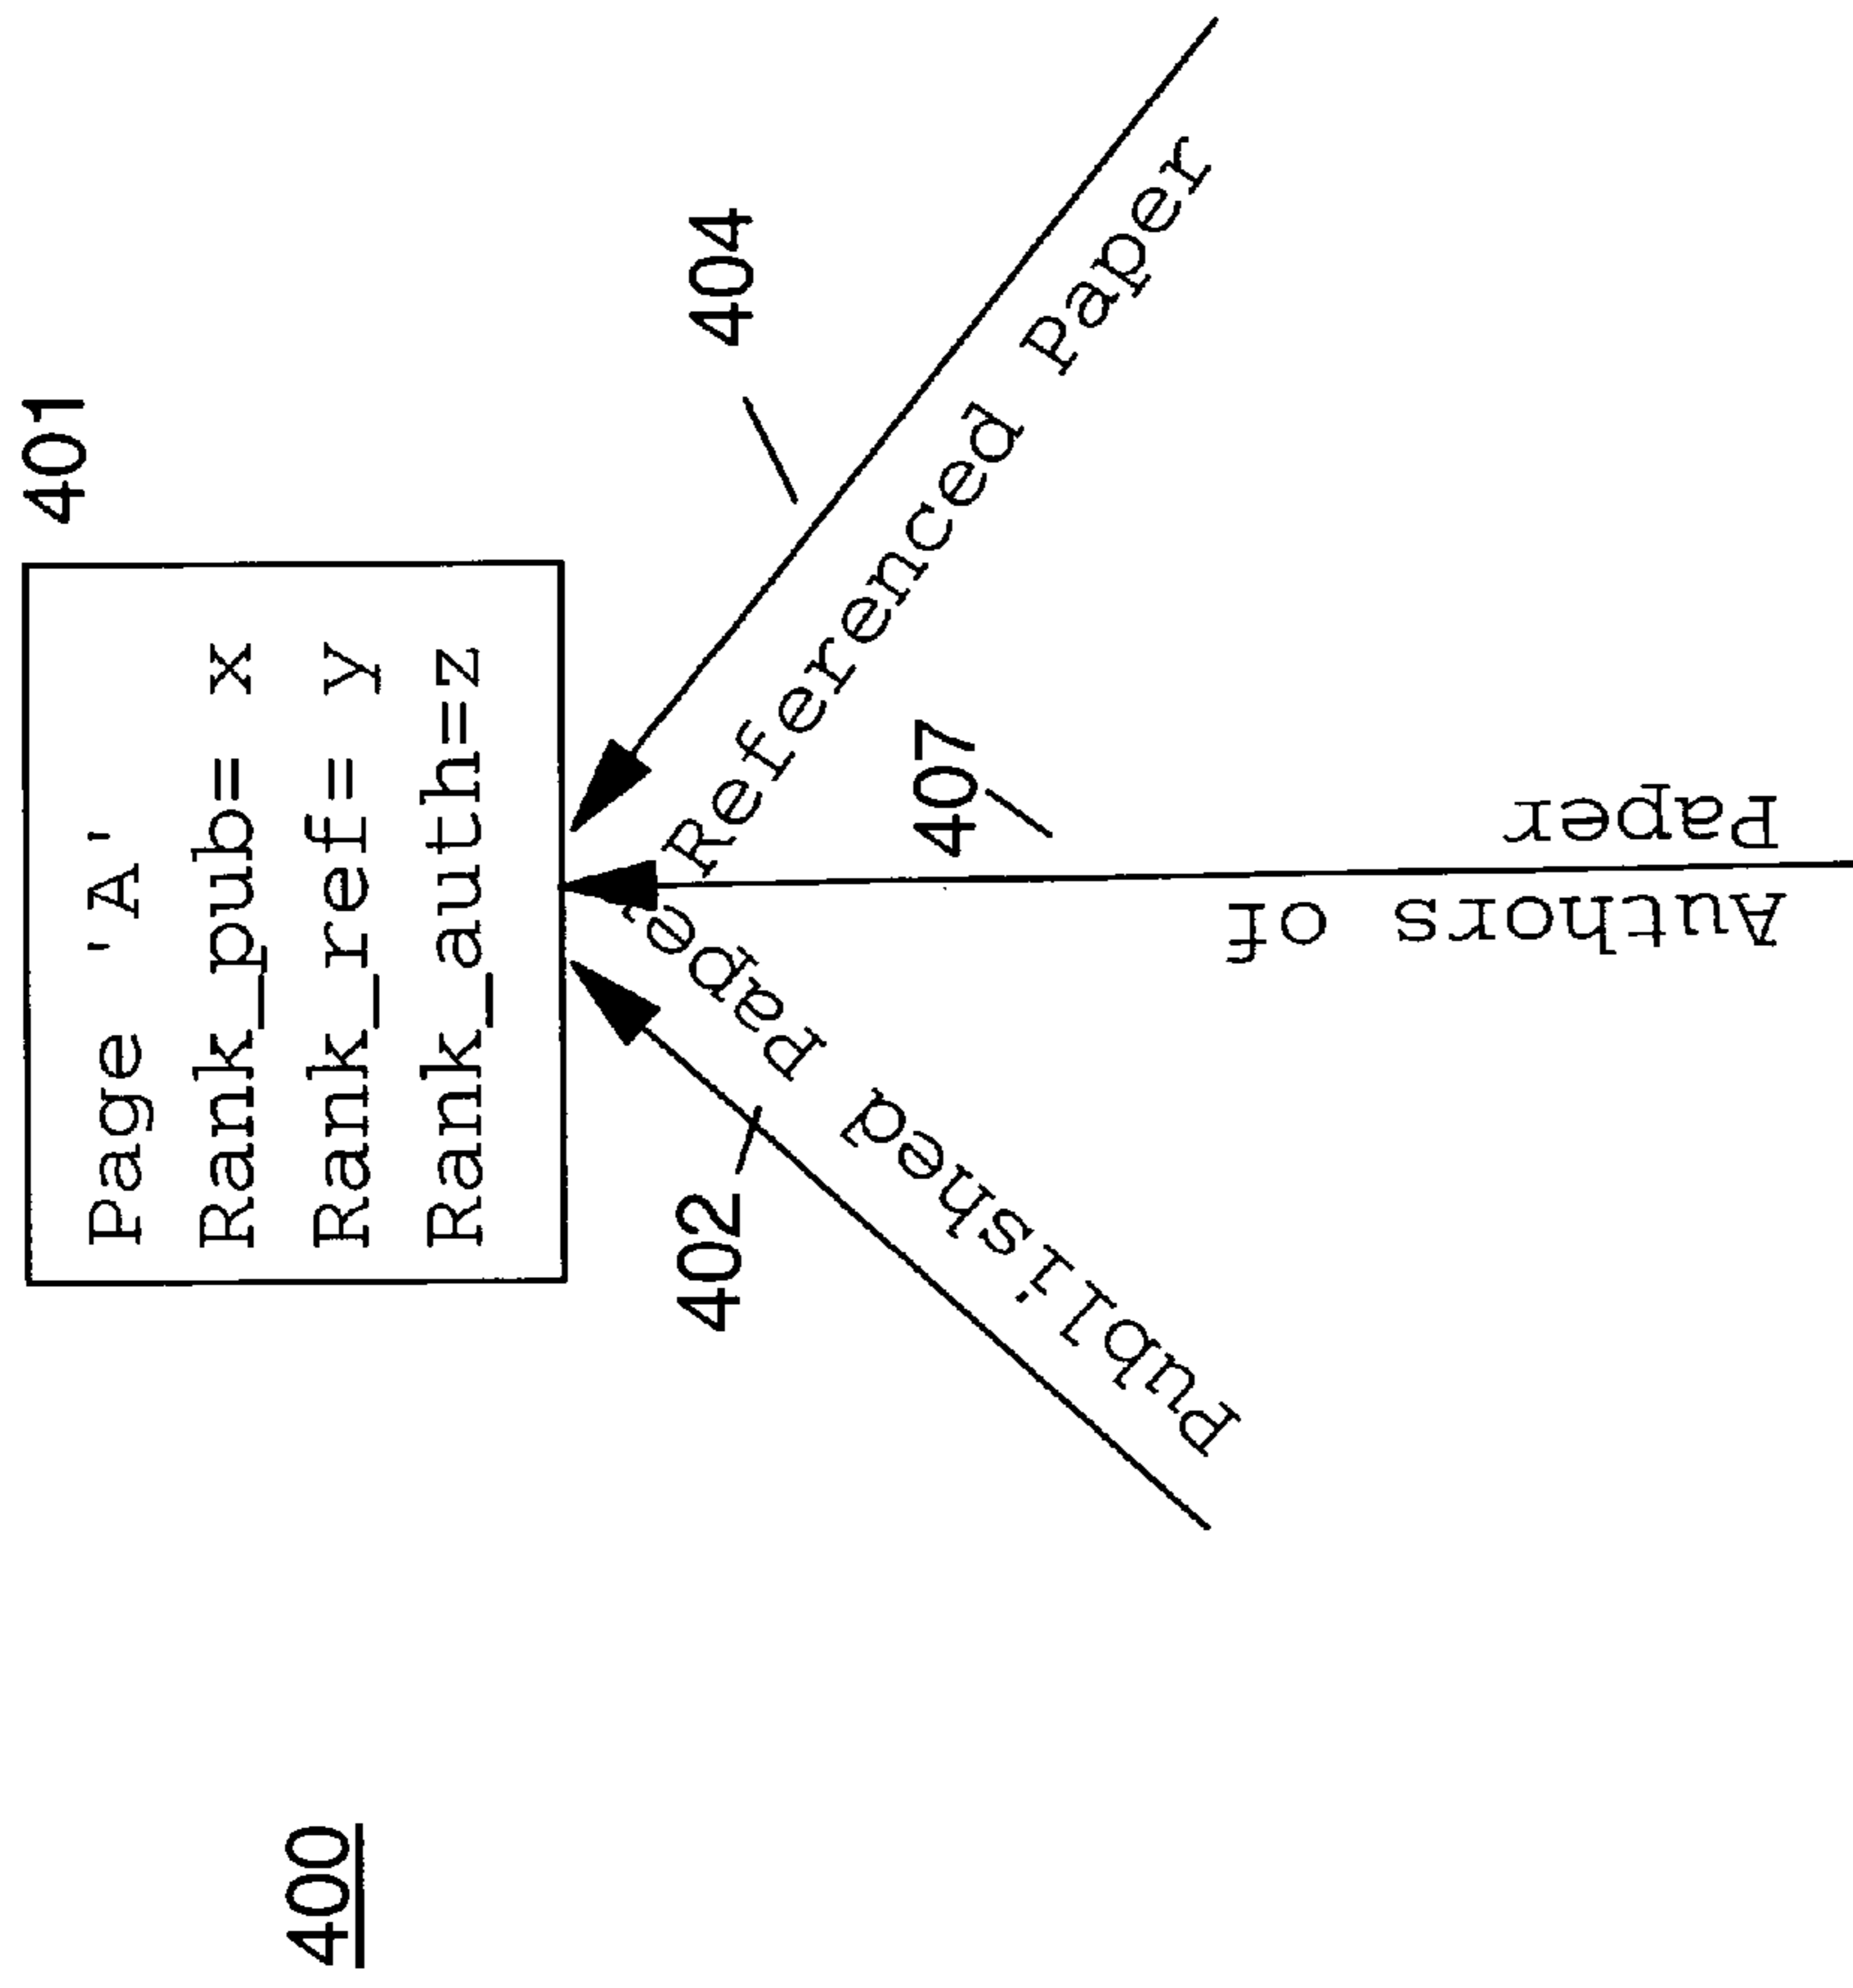 400
401
Page 'A'
Rank_pub= x
Rank_ref= y
Rank_auth=z
402
Published Paper
404
Referenced Paper
407
Authors of
Paper